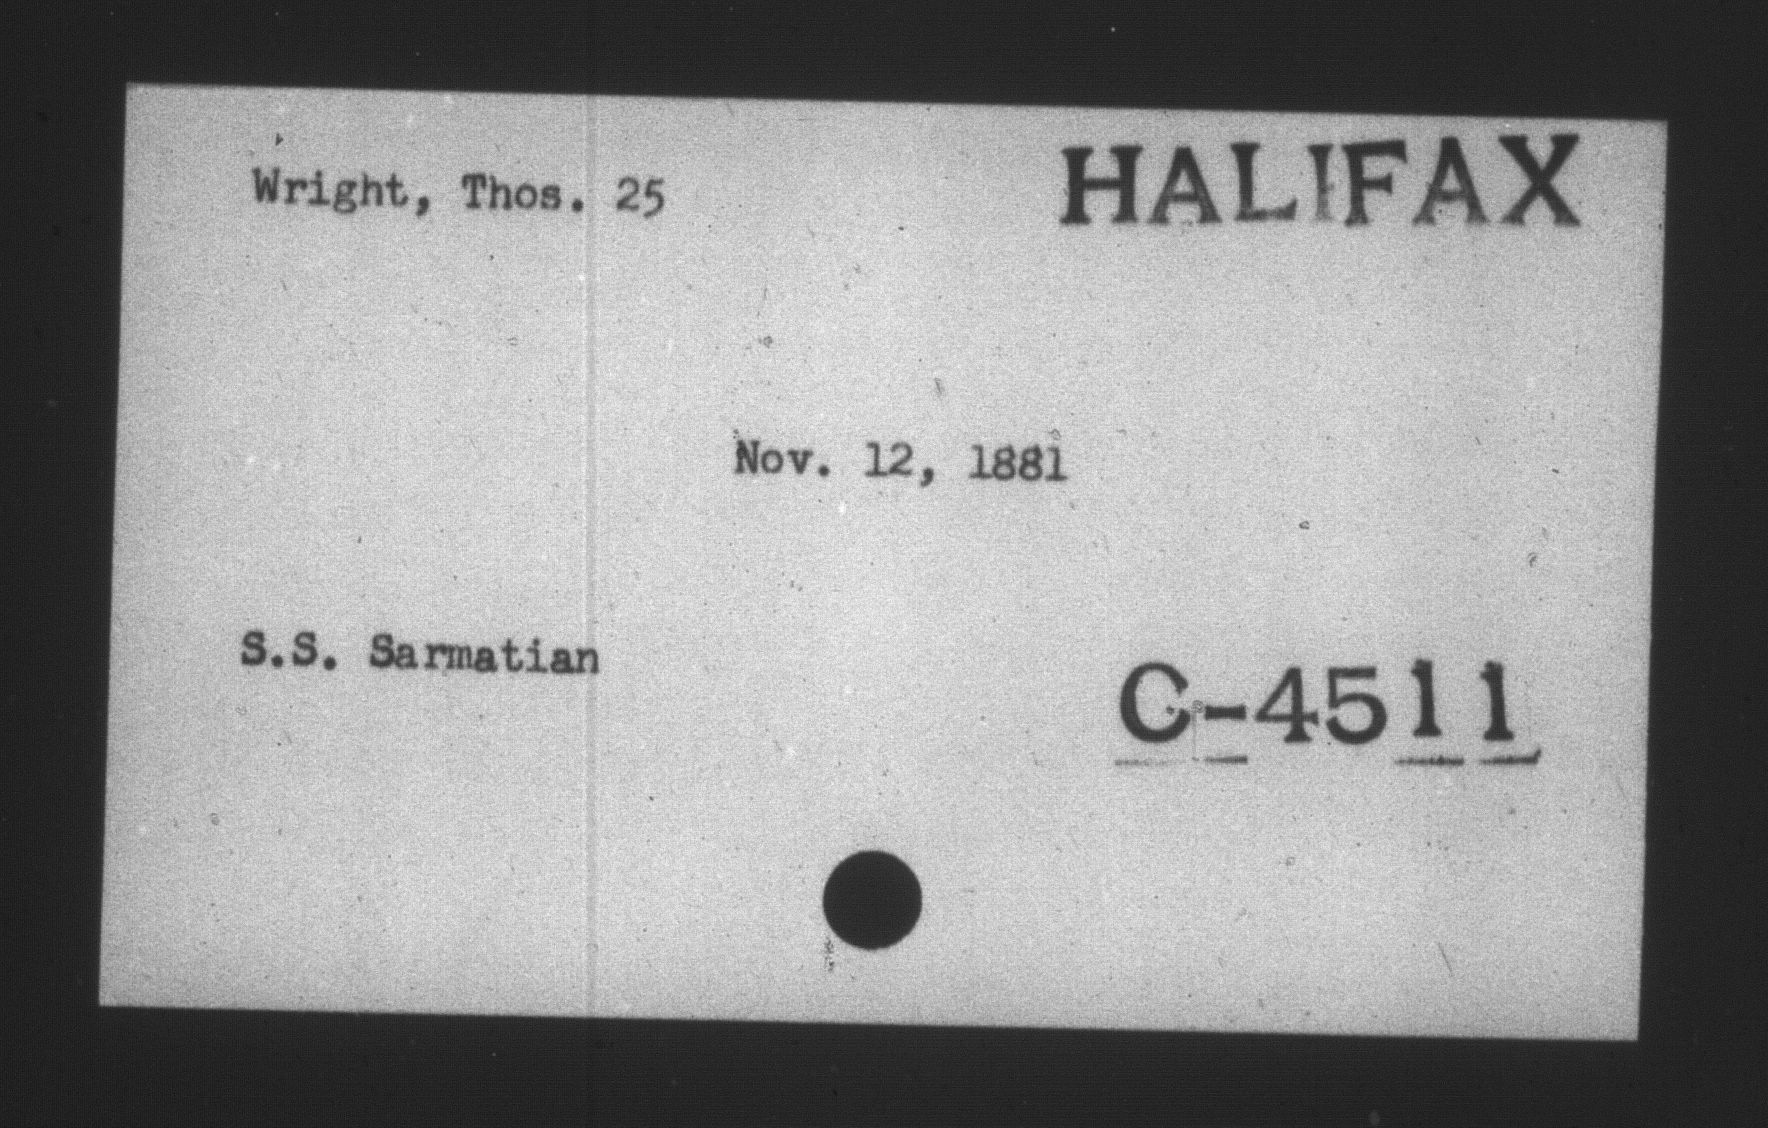 Wright, Thos. 25
HALIFAX
Nov. 12, 1881
S.S. Sarmatian
C-4511